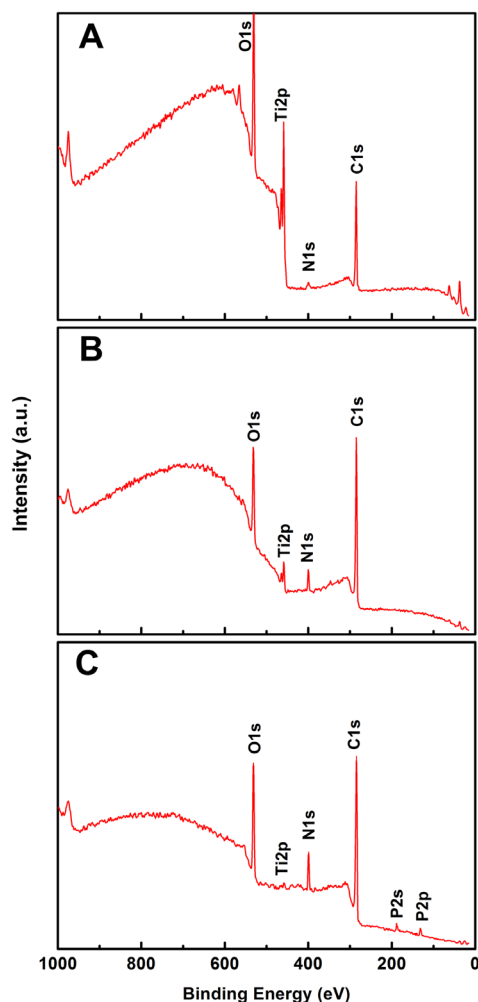 A
O1s
Ti2p
N1s
C1s
B
O1s
Ti2p
N1s
C1s
C
O1s
Ti2p
N1s
C1s
P2s
P2p
Intensity (a.u.)
1000 800 600 400 200 0
Binding Energy (eV)